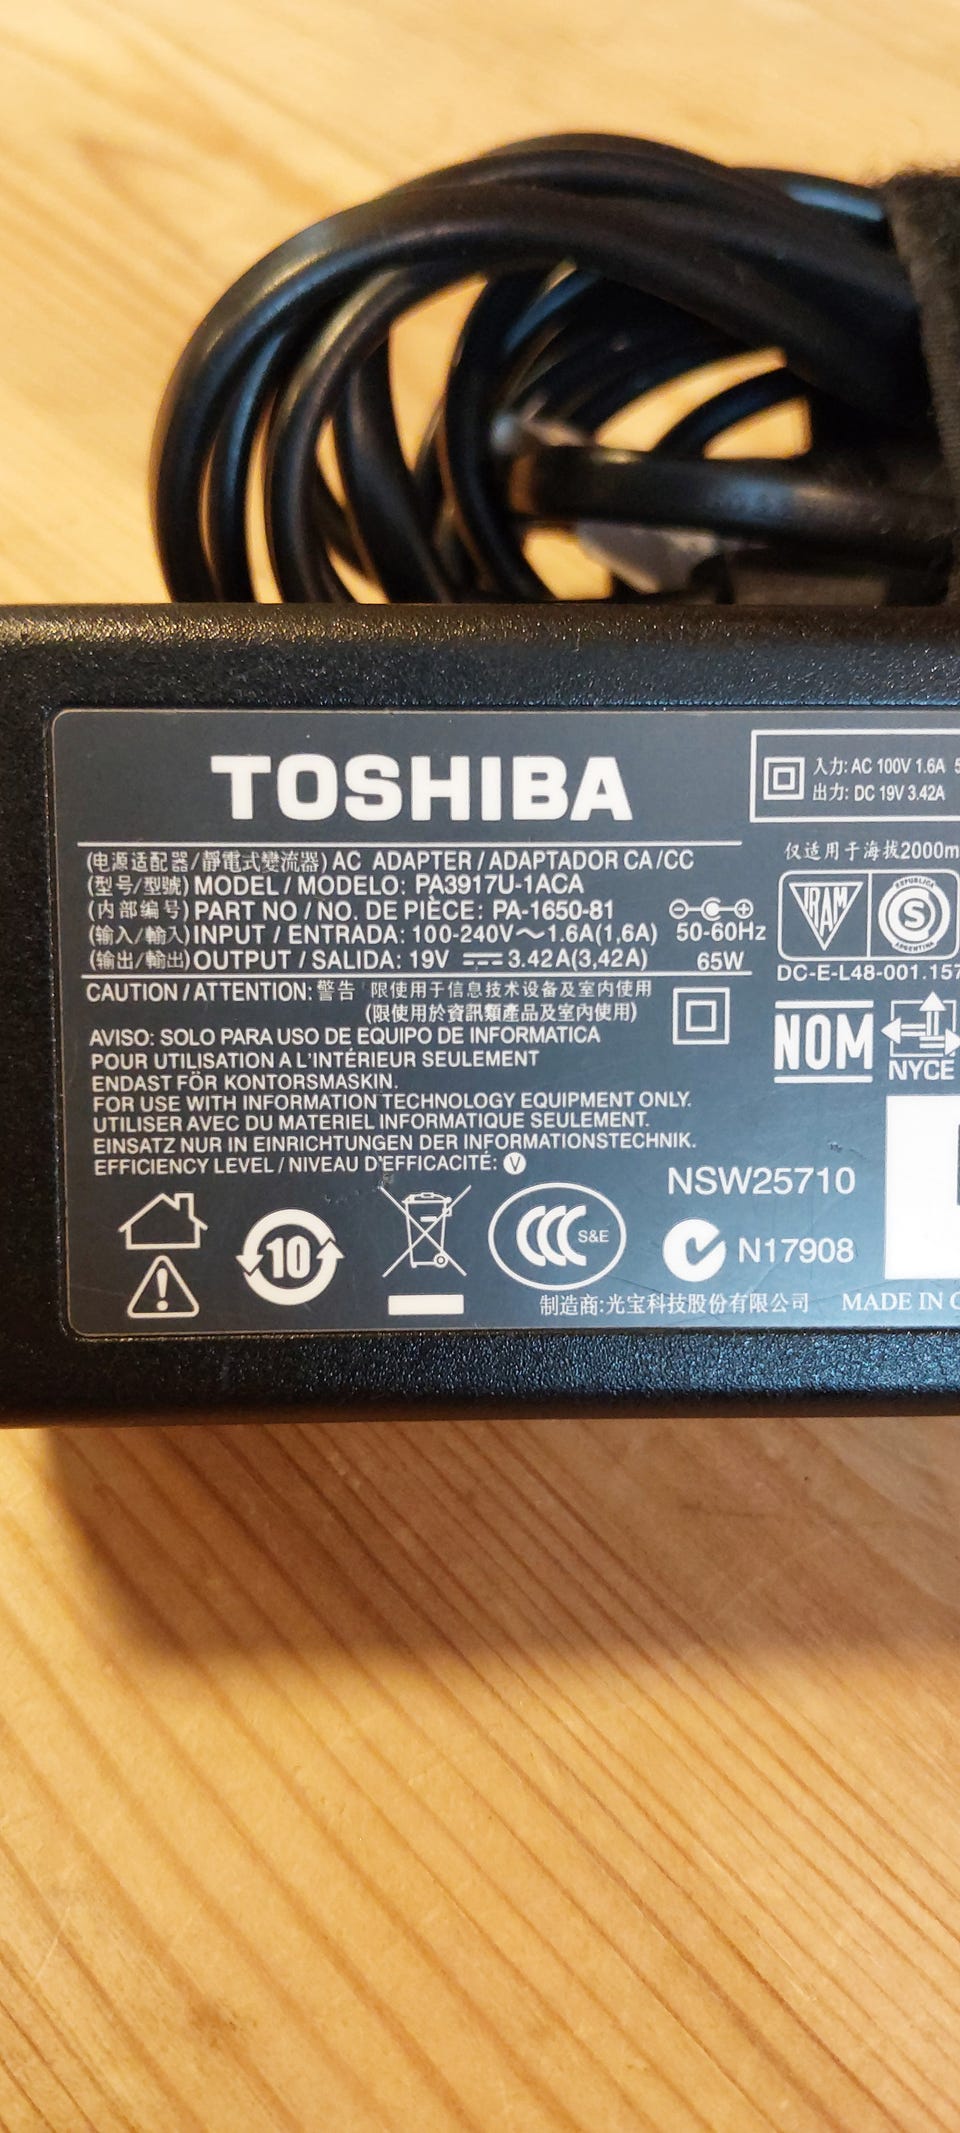 TOSHIBA
入力: AC 100V 1.6A 5
出力: DC 19V 3.42A
(电源适配器/靜電式變流器) AC ADAPTER / ADAPTADOR CA/CC
(型号/型號) MODEL / MODELO: PA3917U-1ACA
(内部编号) PART NO / NO. DE PIÈCE: PA-1650-81
(输入/輸入) INPUT / ENTRADA: 100-240V～1.6A(1,6A) 50-60Hz
(输出/輸出) OUTPUT / SALIDA: 19V ⎓ 3.42A(3,42A) 65W
仅适用于海拔2000m
IRAM
REPUBLICA
S
ARGENTINA
DC-E-L48-001.157
CAUTION / ATTENTION: 警告 限使用于信息技术设备及室内使用
(限使用於資訊類產品及室內使用)
AVISO: SOLO PARA USO DE EQUIPO DE INFORMATICA
POUR UTILISATION A L'INTÉRIEUR SEULEMENT
ENDAST FÖR KONTORSMASKIN.
FOR USE WITH INFORMATION TECHNOLOGY EQUIPMENT ONLY.
UTILISER AVEC DU MATERIEL INFORMATIQUE SEULEMENT.
EINSATZ NUR IN EINRICHTUNGEN DER INFORMATIONSTECHNIK.
EFFICIENCY LEVEL / NIVEAU D'EFFICACITÉ: V
NOM
NYCE
NSW25710
10
CCC S&E
N17908
制造商:光宝科技股份有限公司
MADE IN C